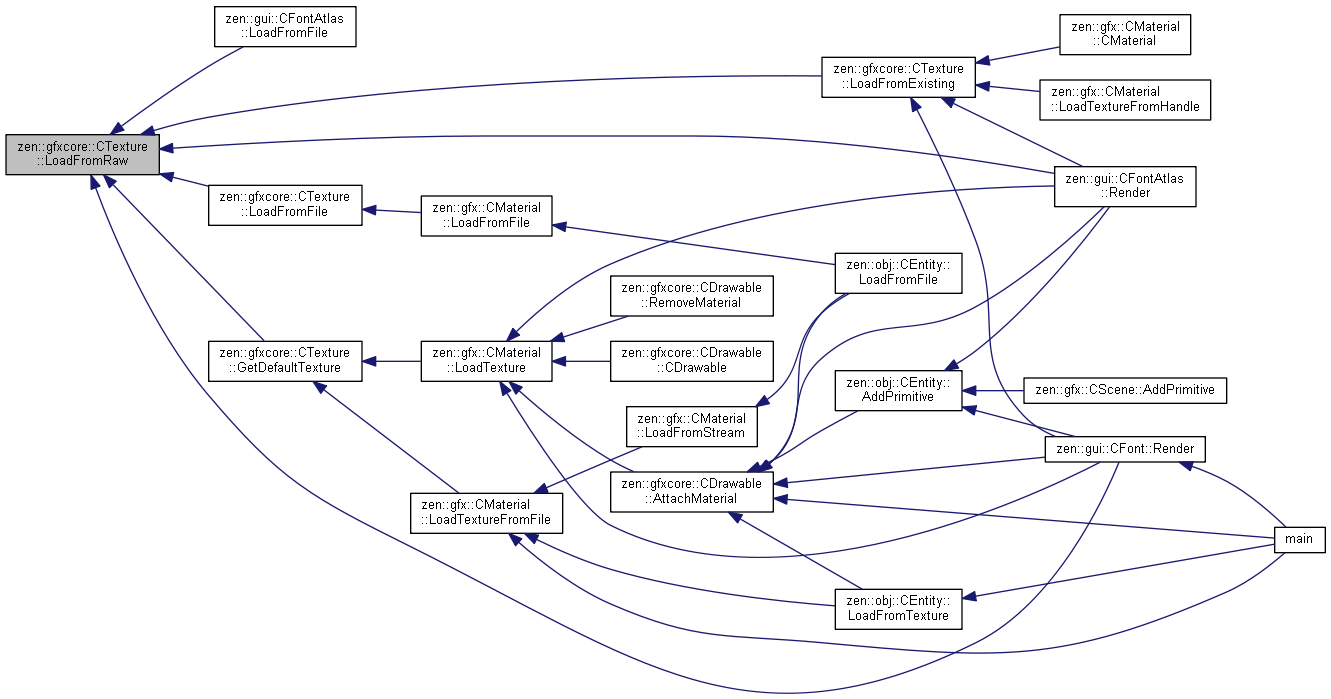 zen::gui::CFontAtlas
::LoadFromFile
zen::gfx::CMaterial
::CMaterial
zen::gfxcore::CTexture
::LoadFromExisting
zen::gfx::CMaterial
::LoadTextureFromHandle
zen::gfxcore::CTexture
::LoadFromRaw
zen::gui::CFontAtlas
::Render
zen::gfxcore::CTexture
::LoadFromFile
zen::gfx::CMaterial
::LoadFromFile
zen::obj::CEntity::
LoadFromFile
zen::gfxcore::CDrawable
::RemoveMaterial
zen::gfxcore::CTexture
::GetDefaultTexture
zen::gfx::CMaterial
::LoadTexture
zen::gfxcore::CDrawable
::CDrawable
zen::obj::CEntity::
AddPrimitive
zen::gfx::CScene::AddPrimitive
zen::gfx::CMaterial
::LoadFromStream
zen::gui::CFont::Render
zen::gfxcore::CDrawable
::AttachMaterial
zen::gfx::CMaterial
::LoadTextureFromFile
main
zen::obj::CEntity::
LoadFromTexture